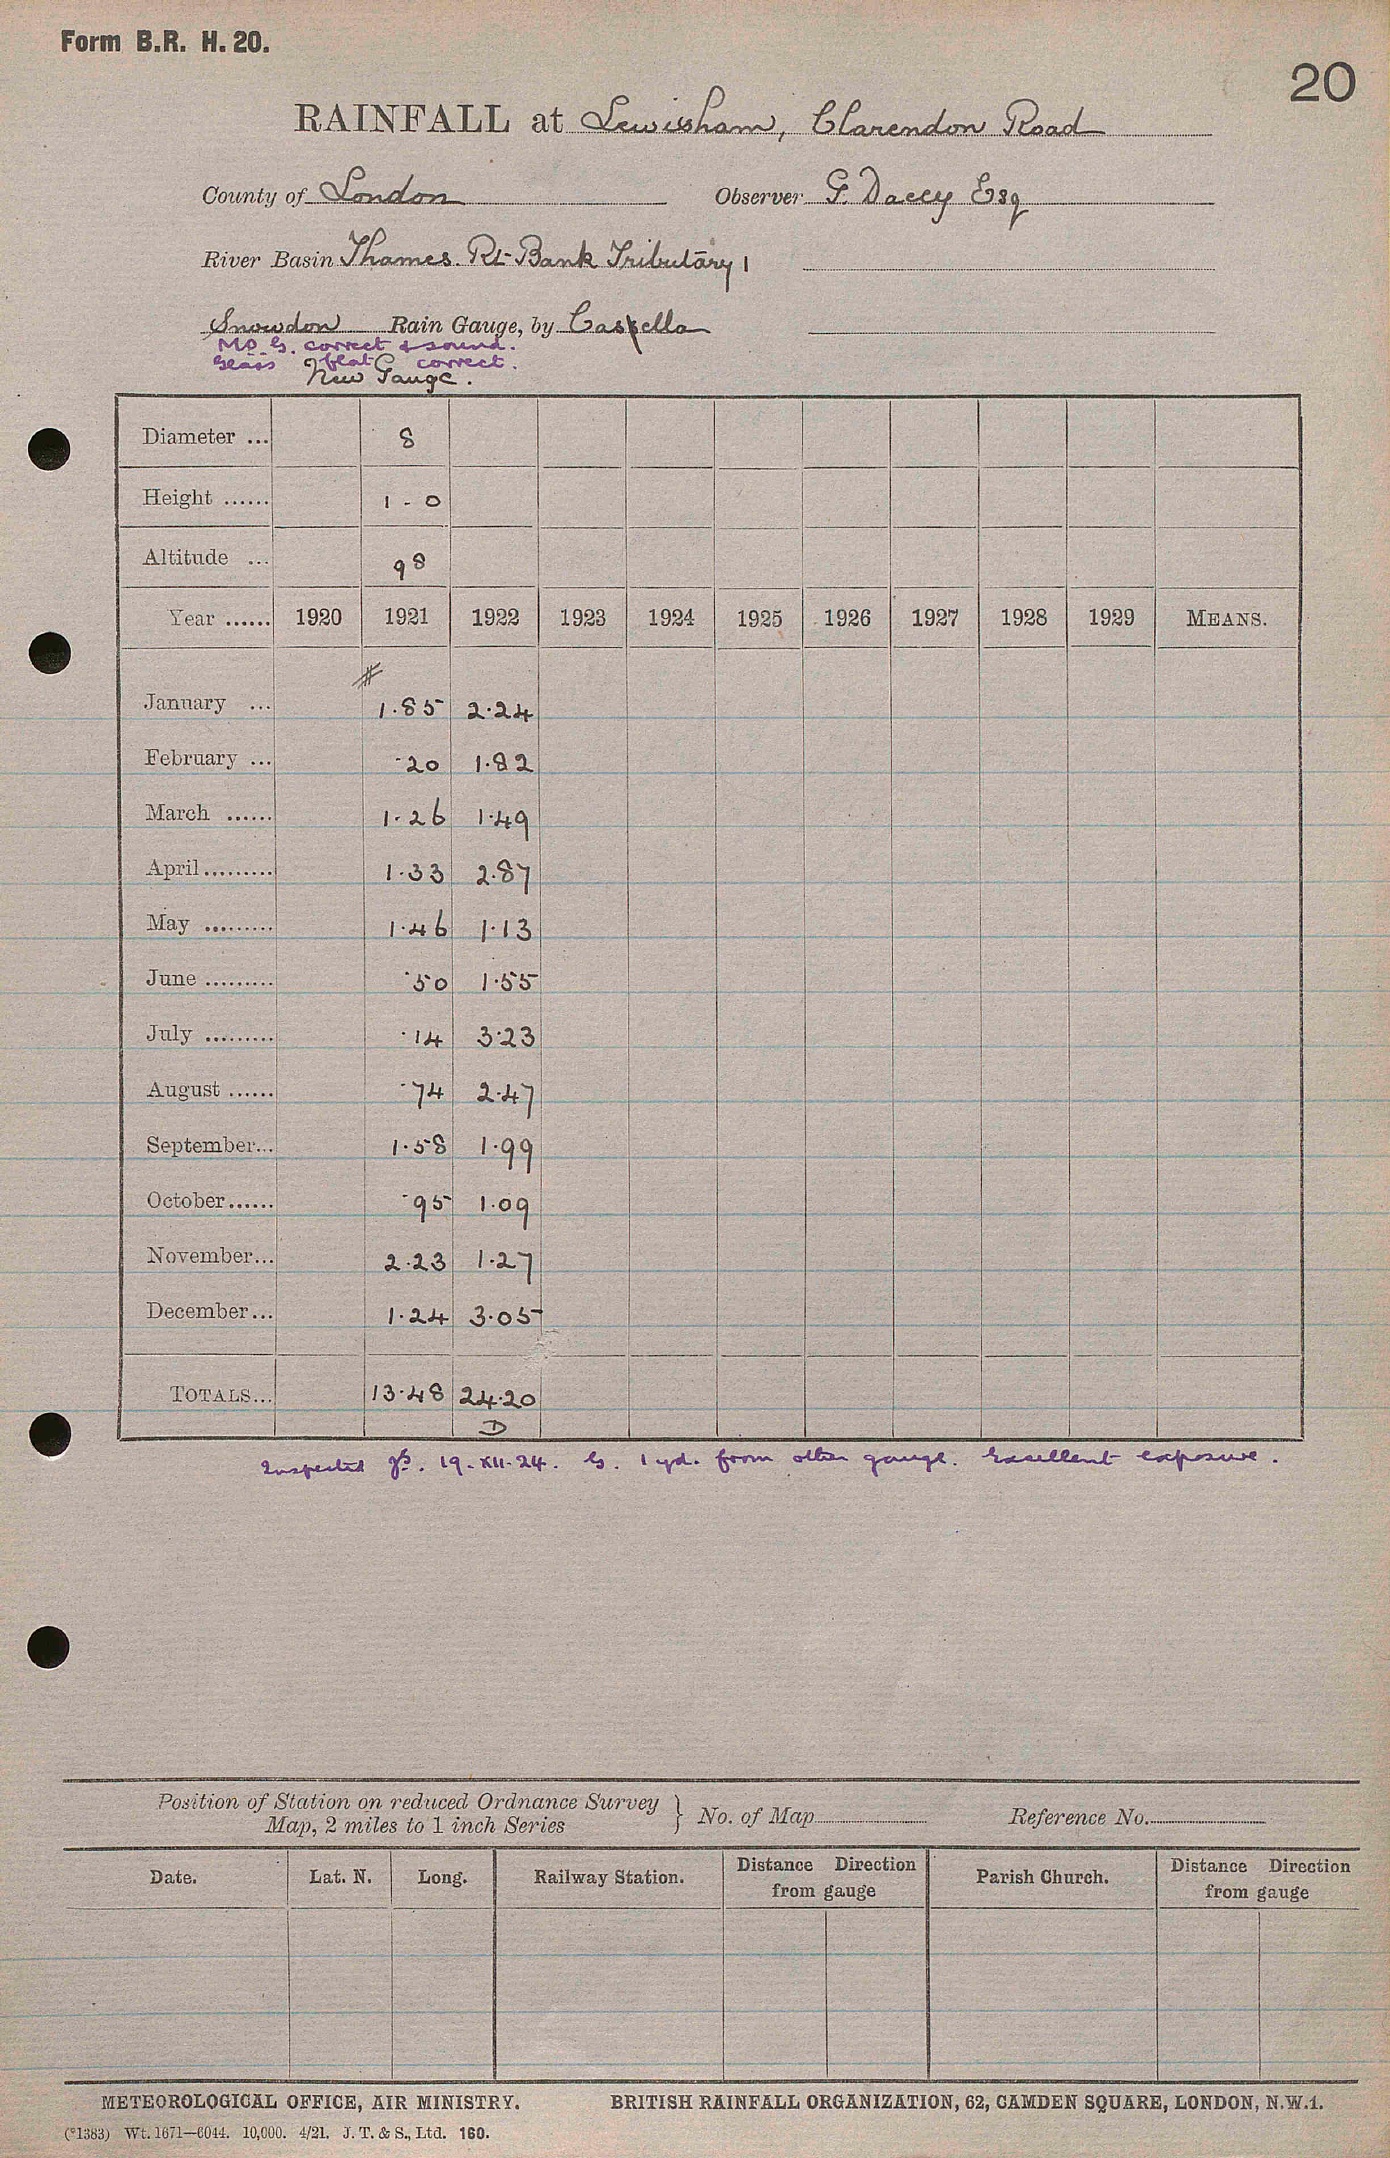 Form B.R. H. 20.
20
RAINFALL at Lewisham, Clarendon Road
County of London Observer G. Dacey Esq
River Basin Thames. Rt Bank Tributary 1
Snowdon Rain Gauge, by Casella
Mo G. correct & sound.
Glass flat correct.
New Gauge.
Diameter ... 8
Height ...... 1 - 0
Altitude ... 98
Year ...... 1920 1921 1922 1923 1924 1925 1926 1927 1928 1929 MEANS.
#
January ... 1.85 2.24
February ... .20 1.82
March ...... 1.26 1.49
April ......... 1.33 2.87
May ......... 1.46 1.13
June ......... .50 1.55
July ......... .14 3.23
August ...... .74 2.47
September... 1.58 1.99
October...... .95 1.09
November... 2.23 1.27
December... 1.24 3.05
TOTALS... 13.48 24.20
D
Inspected 19.XII.24. G. 1 yd. from other gauge. Excellent exposure.
Position of Station on reduced Ordnance Survey
Map, 2 miles to 1 inch Series } No. of Map Reference No.
Date. Lat. N. Long. Railway Station. Distance Direction from gauge Parish Church. Distance Direction from gauge
METEOROLOGICAL OFFICE, AIR MINISTRY. BRITISH RAINFALL ORGANIZATION, 62, CAMDEN SQUARE, LONDON, N.W.1.
(*1383) Wt. 1671—6044. 10,000. 4/21. J. T. & S., Ltd. 160.